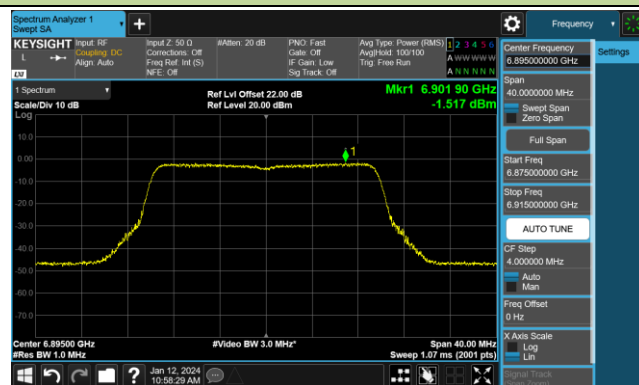 Spectrum Analyzer 1
Swept SA
Frequency
KEYSIGHT
L
LXI
Input: RF
Coupling: DC
Align: Auto
Input Z: 50 Ω
Corrections: Off
Freq Ref: Int (S)
NFE: Off
#Atten: 20 dB
PNO: Fast
Gate: Off
IF Gain: Low
Sig Track: Off
Avg Type: Power (RMS)
Avg|Hold: 100/100
Trig: Free Run
1 2 3 4 5 6
A W W W W W
A N N N N N
1 Spectrum
Scale/Div 10 dB
Log
Ref Lvl Offset 22.00 dB
Ref Level 20.00 dBm
Mkr1 6.901 90 GHz
-1.517 dBm
10.0
0.00
-10.0
-20.0
-30.0
-40.0
-50.0
-60.0
-70.0
1
Center 6.89500 GHz
#Res BW 1.0 MHz
#Video BW 3.0 MHz*
Span 40.00 MHz
Sweep 1.07 ms (2001 pts)
Jan 12, 2024
10:58:29 AM
Center Frequency
6.895000000 GHz
Settings
Span
40.0000000 MHz
Swept Span
Zero Span
Full Span
Start Freq
6.875000000 GHz
Stop Freq
6.915000000 GHz
AUTO TUNE
CF Step
4.000000 MHz
Auto
Man
Freq Offset
0 Hz
X Axis Scale
Log
Lin
Signal Track